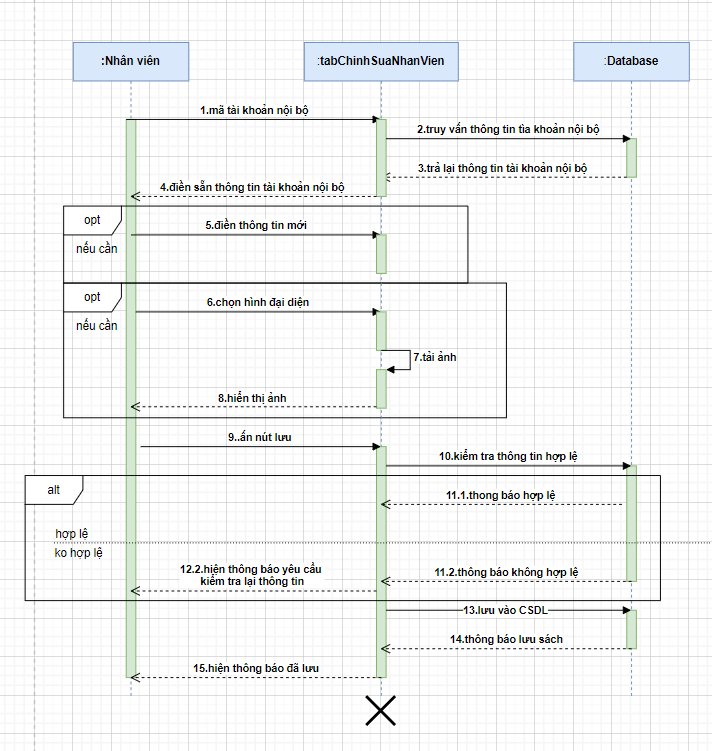 :Nhân viên
:tabChinhSuaNhanVien
:Database
1.mã tài khoản nội bộ
2.truy vấn thông tin tìa khoản nội bộ
3.trả lại thông tin tài khoản nội bộ
4.điền sẵn thông tin tài khoản nội bộ
opt
nếu cần
5.điền thông tin mới
opt
nếu cần
6.chọn hình đại diện
7.tải ảnh
8.hiển thị ảnh
9..ấn nút lưu
10.kiểm tra thông tin hợp lệ
alt
11.1.thong báo hợp lệ
hợp lệ
ko hợp lệ
11.2.thông báo không hợp lệ
12.2.hiện thông báo yêu cầu
kiểm tra lại thông tin
13.lưu vào CSDL
14.thông báo lưu sách
15.hiện thông báo đã lưu